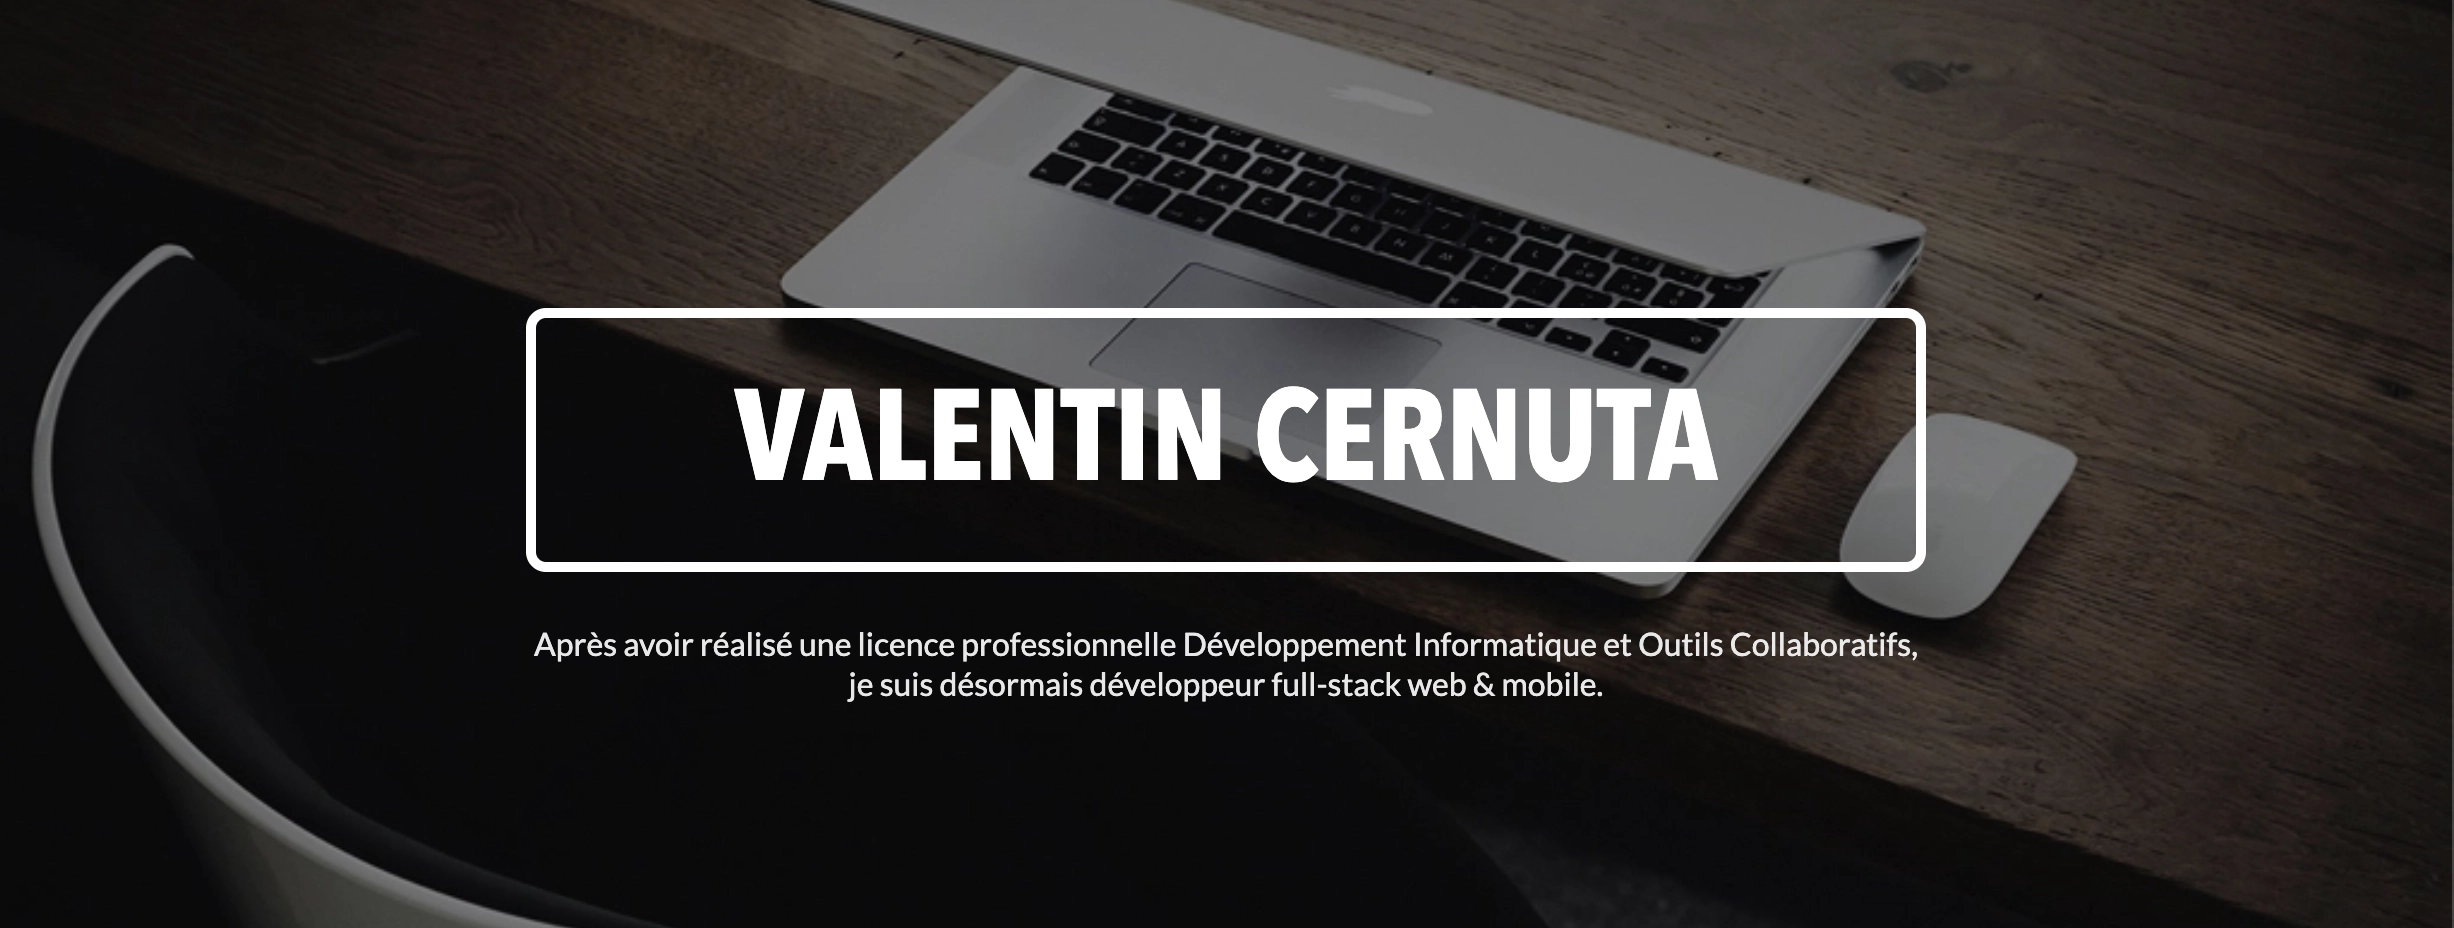 VALENTIN CERNUTA
Après avoir réalisé une licence professionnelle Développement Informatique et Outils Collaboratifs,
je suis désormais développeur full-stack web & mobile.